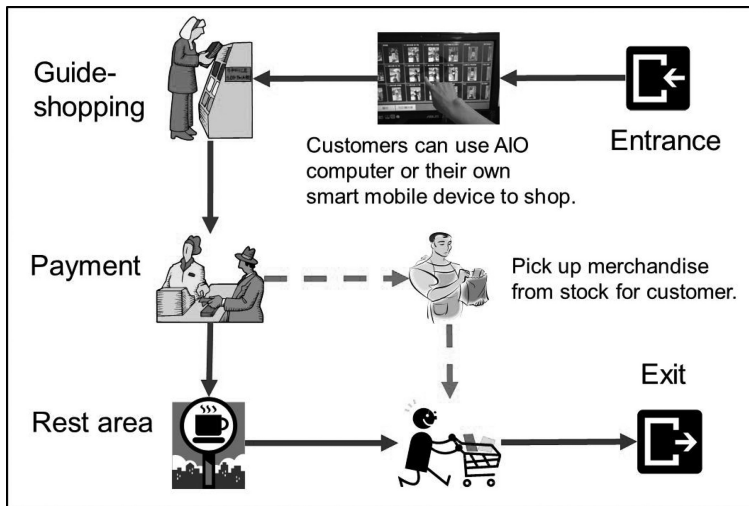 Guide-
shopping
Customers can use AIO
computer or their own
smart mobile device to shop.
Entrance
Payment
Pick up merchandise
from stock for customer.
Rest area
Exit